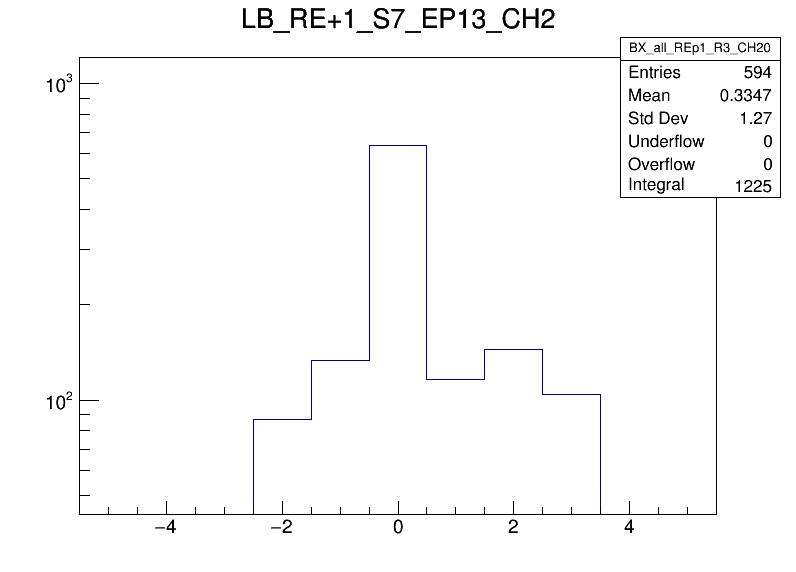 LB_RE+1_S7_EP13_CH2
BX_all_REp1_R3_CH20
Entries 594
Mean 0.3347
Std Dev 1.27
Underflow 0
Overflow 0
Integral 1225
10³
10²
−4 −2 0 2 4